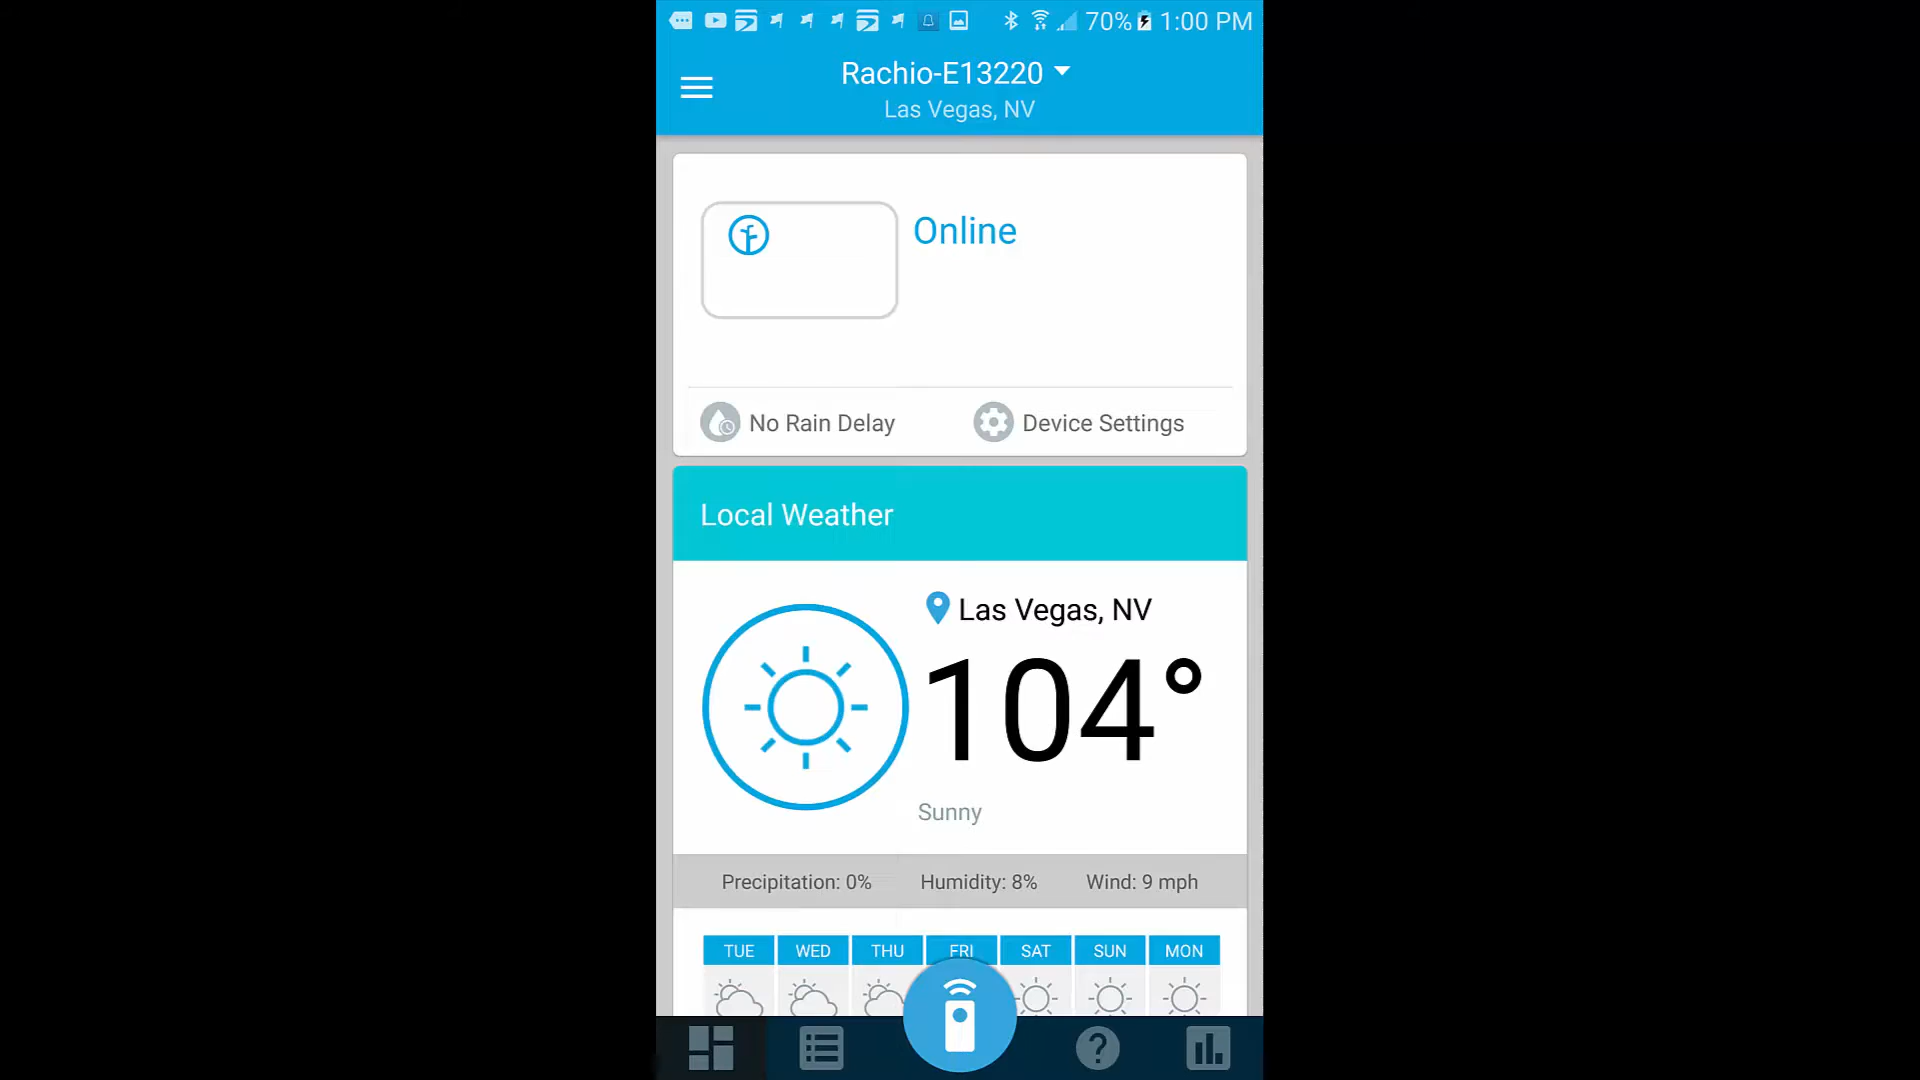 70% 1:00 PM
Rachio-E13220
Las Vegas, NV
Online
No Rain Delay Device Settings
Local Weather
Las Vegas, NV
104°
Sunny
Precipitation: 0% Humidity: 8% Wind: 9 mph
TUE WED THU FRI SAT SUN MON